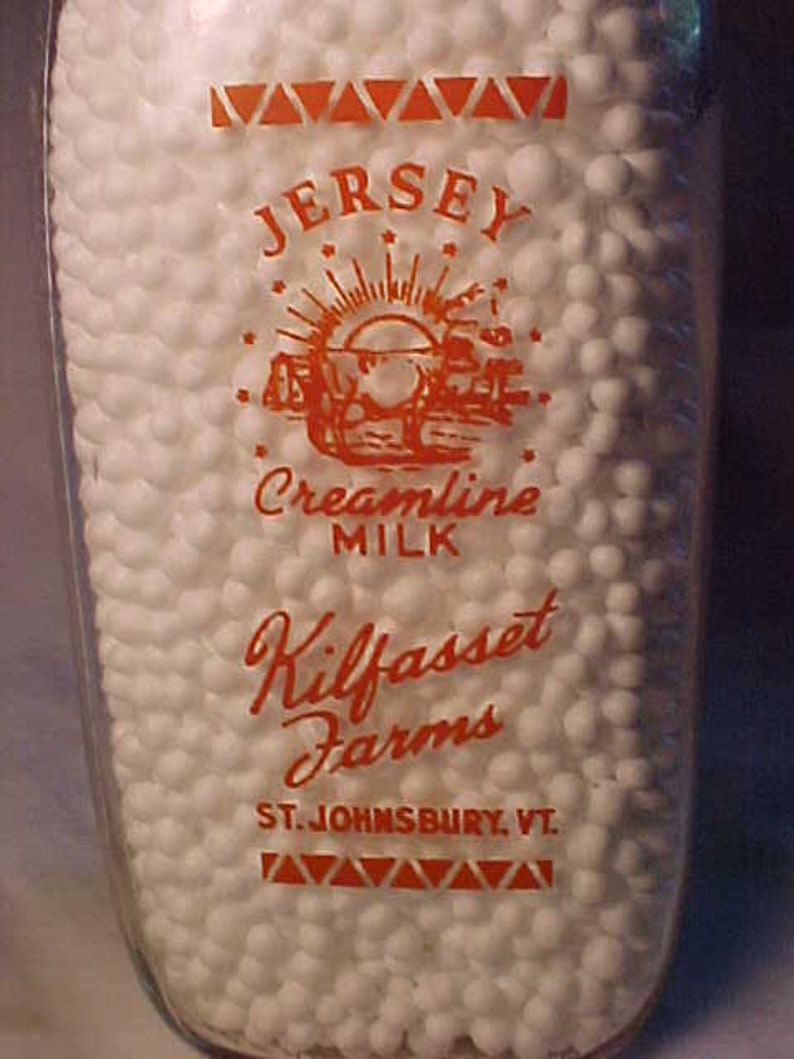 JERSEY
Creamline
MILK
Kilfasset
Farms
ST. JOHNSBURY. VT.